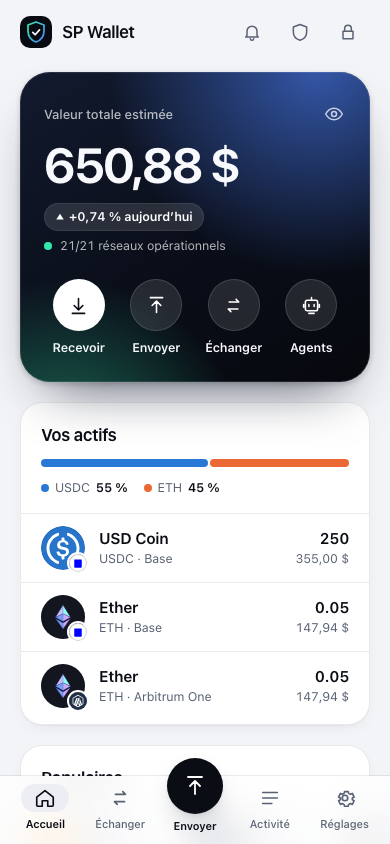 SP Wallet
Valeur totale estimée
650,88 $
+0,74 % aujourd'hui
21/21 réseaux opérationnels
Recevoir Envoyer Échanger Agents
Vos actifs
USDC 55 % ETH 45 %
USD Coin 250
USDC · Base 355,00 $
Ether 0.05
ETH · Base 147,94 $
Ether 0.05
ETH · Arbitrum One 147,94 $
Accueil Échanger Envoyer Activité Réglages